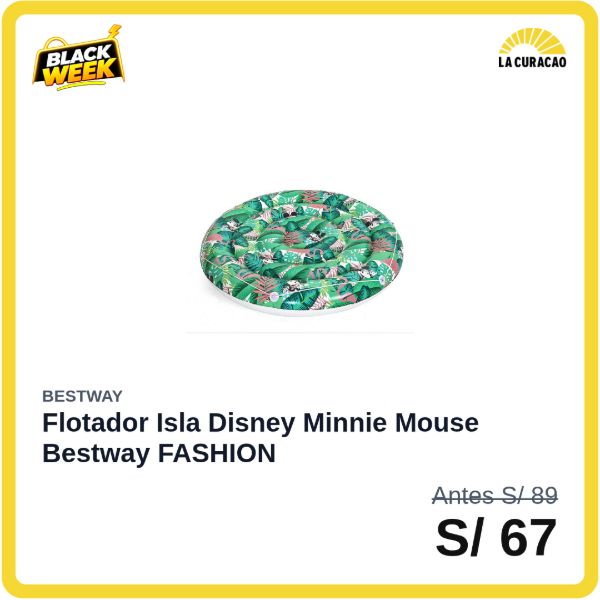 BLACK
WEEK
LA CURACAO
BESTWAY
Flotador Isla Disney Minnie Mouse
Bestway FASHION
Antes S/ 89
S/ 67